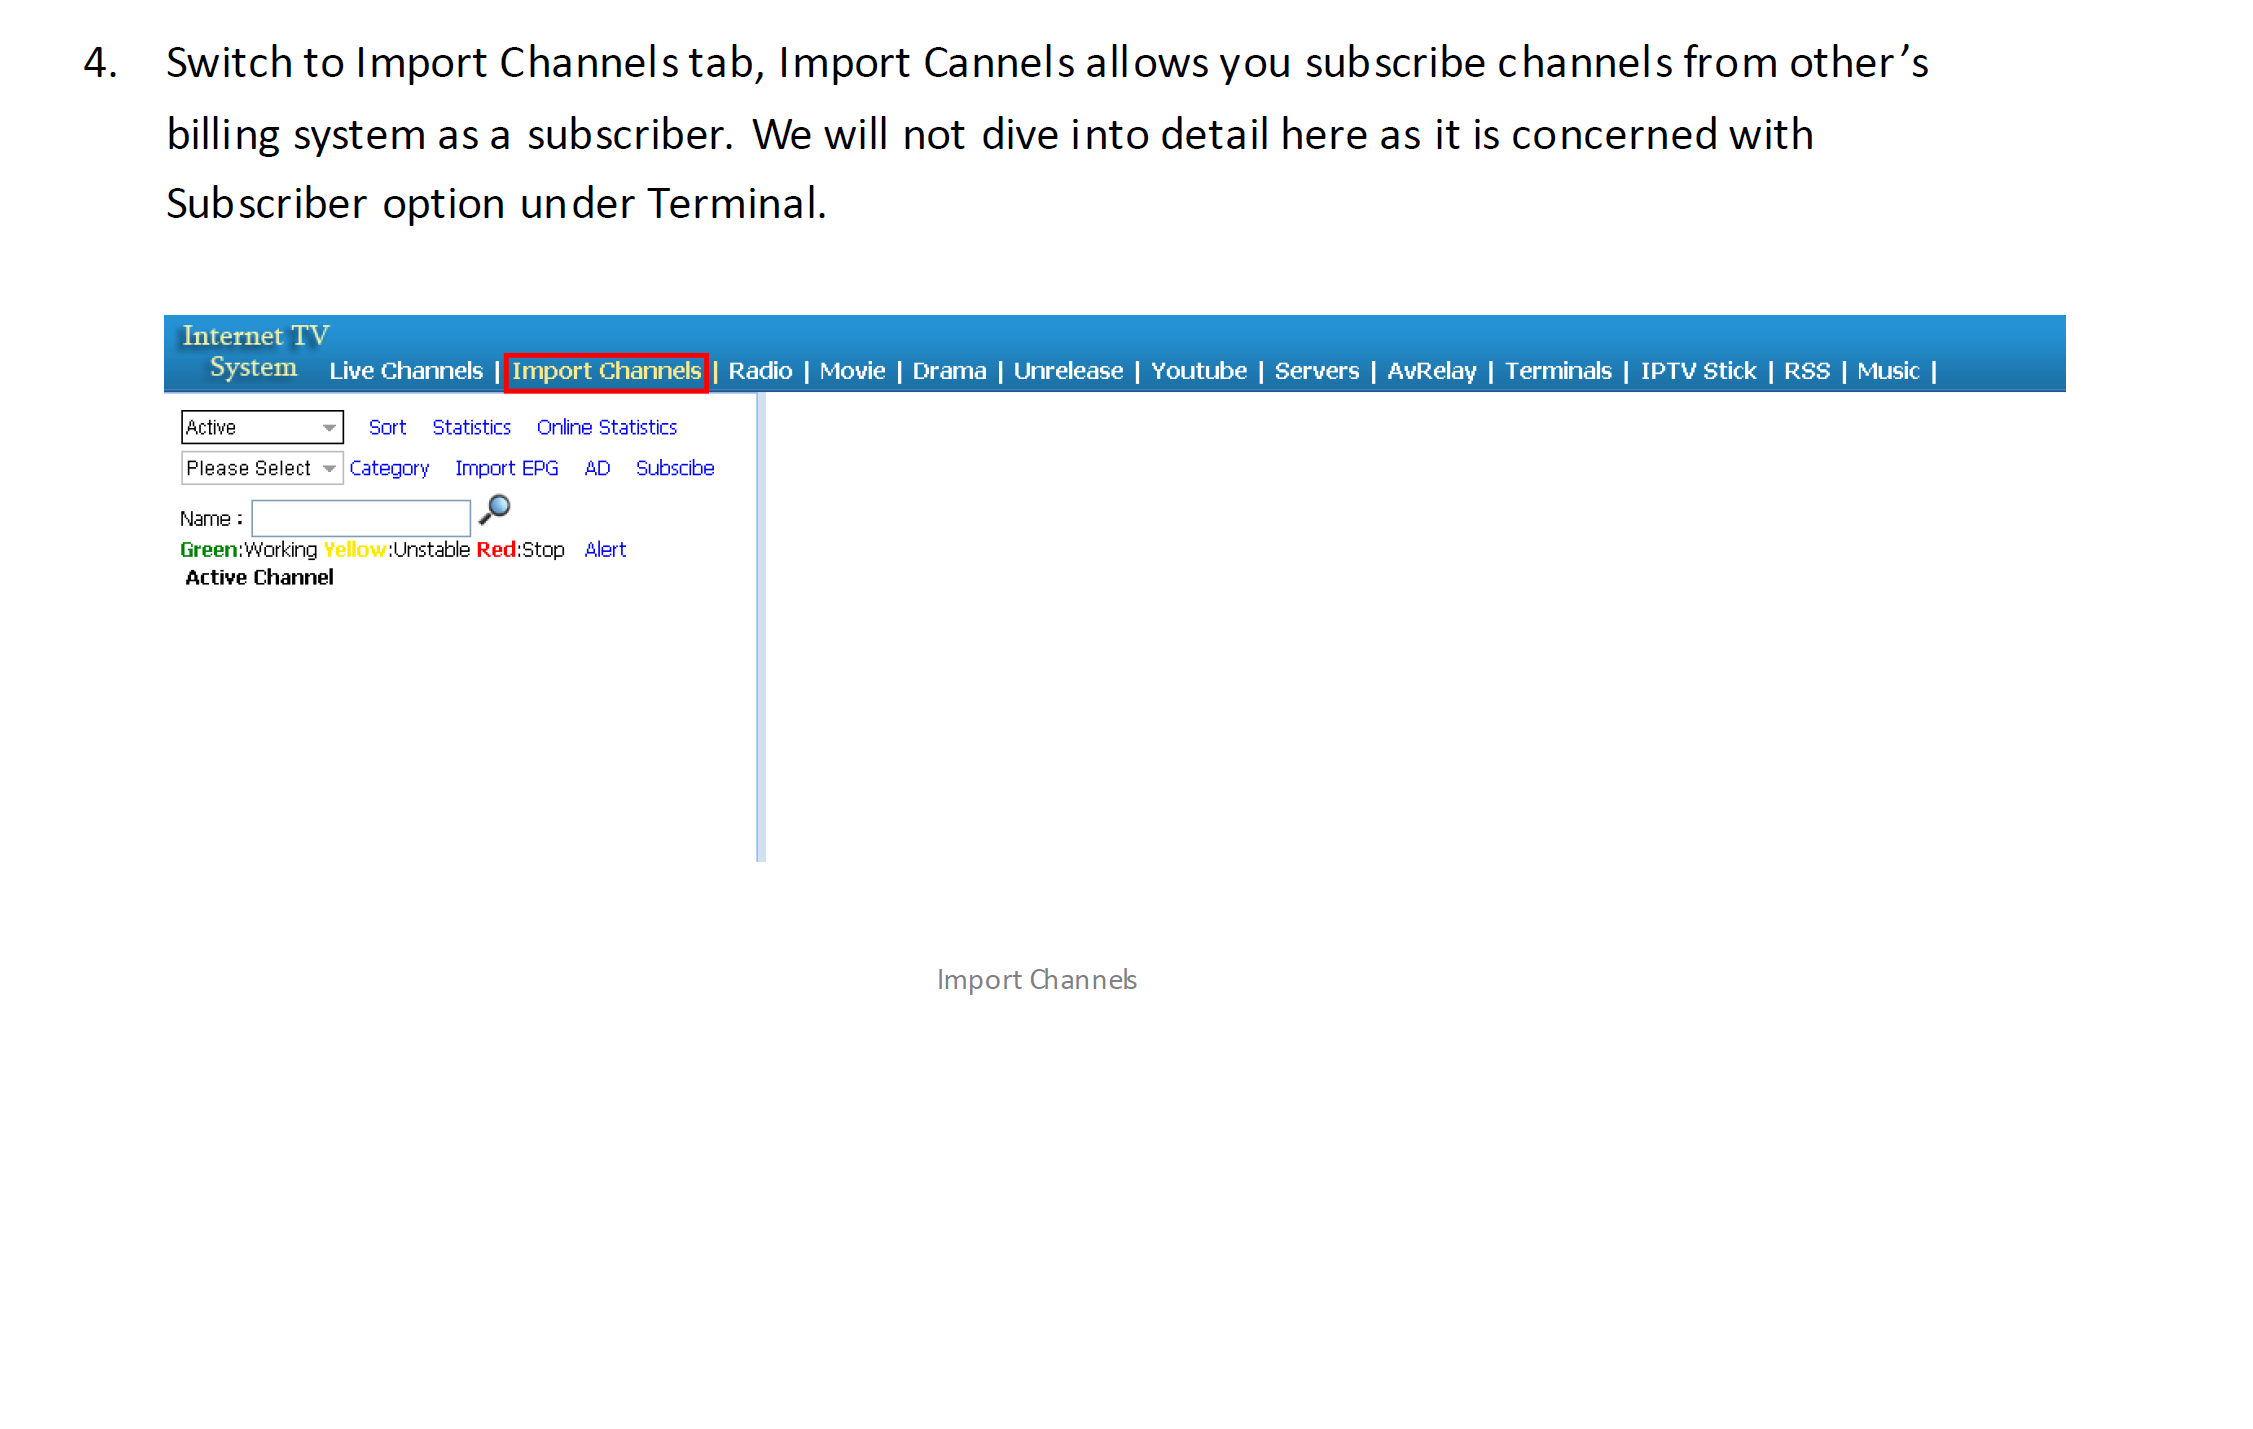 4. Switch to Import Channels tab, Import Cannels allows you subscribe channels from other’s
billing system as a subscriber. We will not dive into detail here as it is concerned with
Subscriber option under Terminal.
Internet TV
System
Live Channels | Import Channels | Radio | Movie | Drama | Unrelease | Youtube | Servers | AvRelay | Terminals | IPTV Stick | RSS | Music |
Active Sort Statistics Online Statistics
Please Select Category Import EPG AD Subscibe
Name :
Green:Working Yellow:Unstable Red:Stop Alert
Active Channel
Import Channels